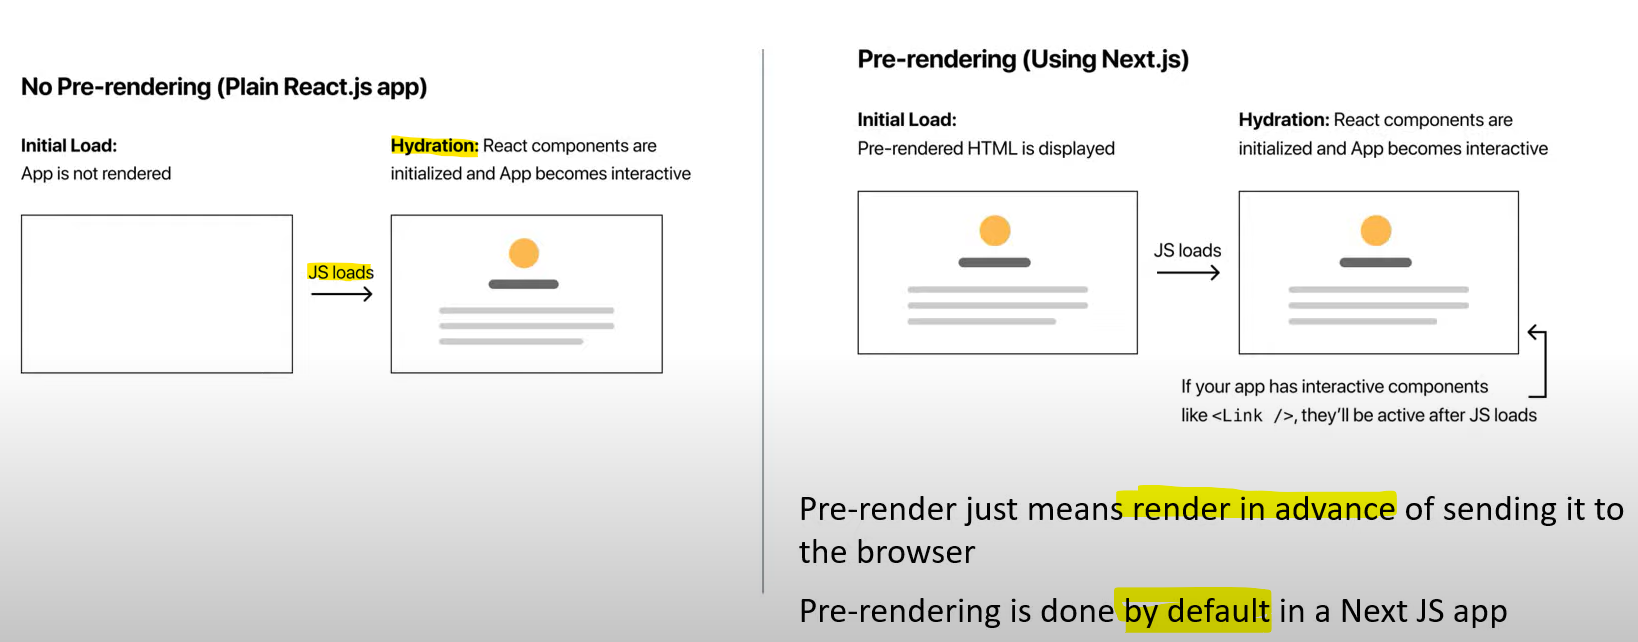 No Pre-rendering (Plain React.js app)
Initial Load:
App is not rendered
Hydration: React components are
initialized and App becomes interactive
JS loads
Pre-rendering (Using Next.js)
Initial Load:
Pre-rendered HTML is displayed
Hydration: React components are
initialized and App becomes interactive
JS loads
If your app has interactive components
like <Link />, they'll be active after JS loads
Pre-render just means render in advance of sending it to
the browser
Pre-rendering is done by default in a Next JS app